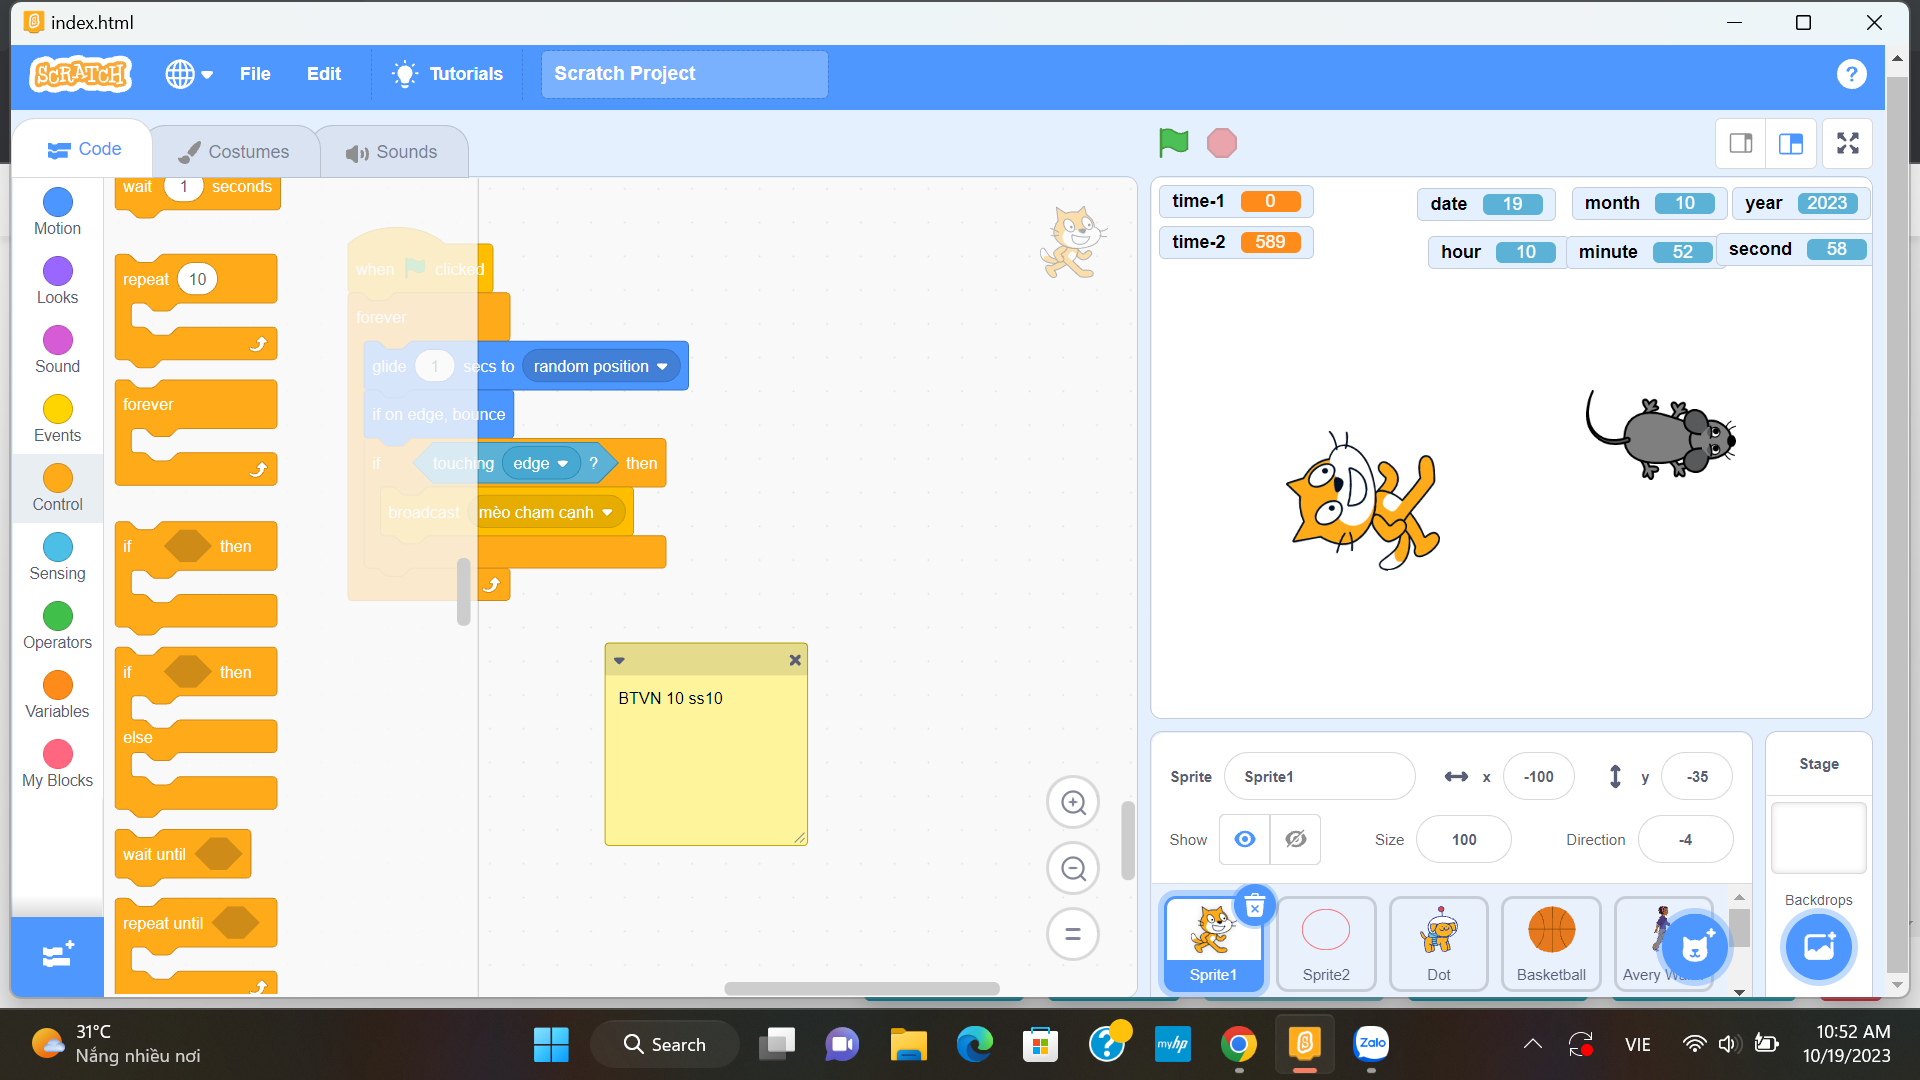 index.html
SCRATCH
File
Edit
Tutorials
Scratch Project
?
Code
Costumes
Sounds
Motion
Looks
Sound
Events
Control
Sensing
Operators
Variables
My Blocks
wait 1 seconds
repeat 10
forever
if then
if then
else
wait until
repeat until
when clicked
forever
glide 1 secs to random position
if on edge, bounce
if touching edge ? then
broadcast mèo chạm cạnh
BTVN 10 ss10
time-1 0
time-2 589
date 19
month 10
year 2023
hour 10
minute 52
second 58
Sprite Sprite1
x -100
y -35
Show
Size 100
Direction -4
Sprite1
Sprite2
Dot
Basketball
Stage
Backdrops
31°C
Nắng nhiều nơi
Search
myhp
Zalo
VIE
10:52 AM
10/19/2023